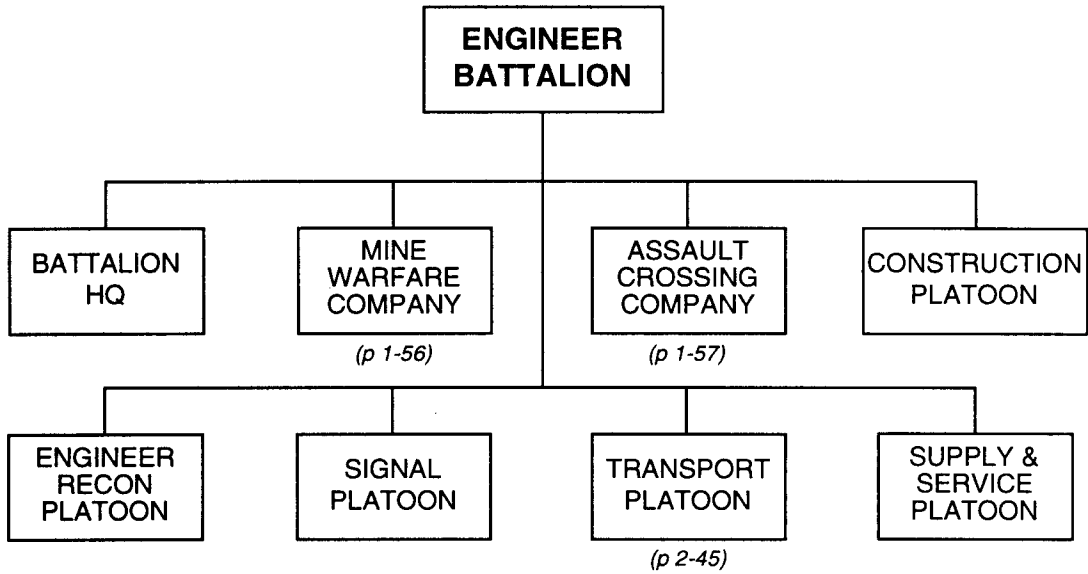 ENGINEER
BATTALION
BATTALION
HQ
MINE
WARFARE
COMPANY
(p 1-56)
ASSAULT
CROSSING
COMPANY
(p 1-57)
CONSTRUCTION
PLATOON
ENGINEER
RECON
PLATOON
SIGNAL
PLATOON
TRANSPORT
PLATOON
(p 2-45)
SUPPLY &
SERVICE
PLATOON